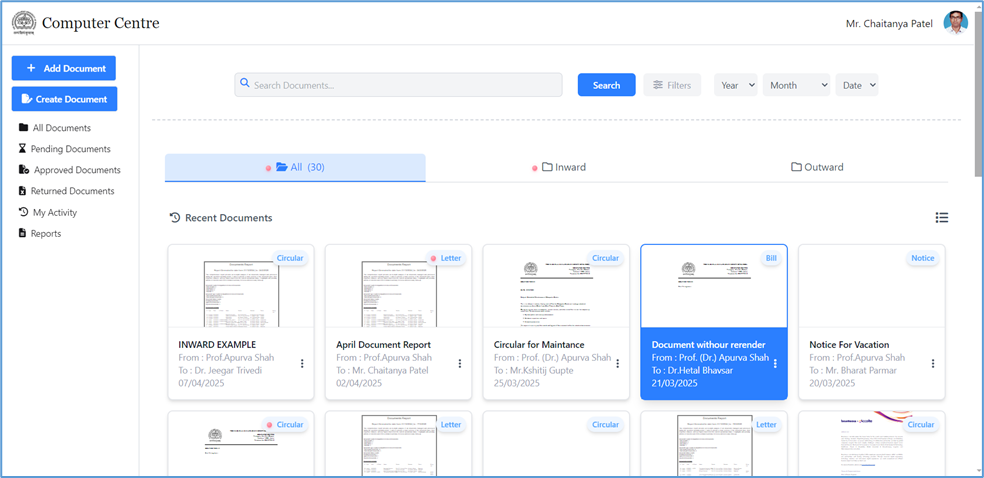 Computer Centre
Mr. Chaitanya Patel
Add Document
Create Document
All Documents
Pending Documents
Approved Documents
Returned Documents
My Activity
Reports
Search Documents...
Search
Filters
Year
Month
Date
All (30)
Inward
Outward
Recent Documents
Circular
INWARD EXAMPLE
From : Prof.Apurva Shah
To : Dr. Jeegar Trivedi
07/04/2025
Letter
April Document Report
From : Prof.Apurva Shah
To : Mr. Chaitanya Patel
02/04/2025
Circular
Circular for Maintance
From : Prof. (Dr.) Apurva Shah
To : Mr.Kshitij Gupte
25/03/2025
Bill
Document withour rerender
From : Prof. (Dr.) Apurva Shah
To : Dr.Hetal Bhavsar
21/03/2025
Notice
Notice For Vacation
From : Prof.Apurva Shah
To : Mr. Bharat Parmar
20/03/2025
Circular
Letter
Circular
Letter
Circular